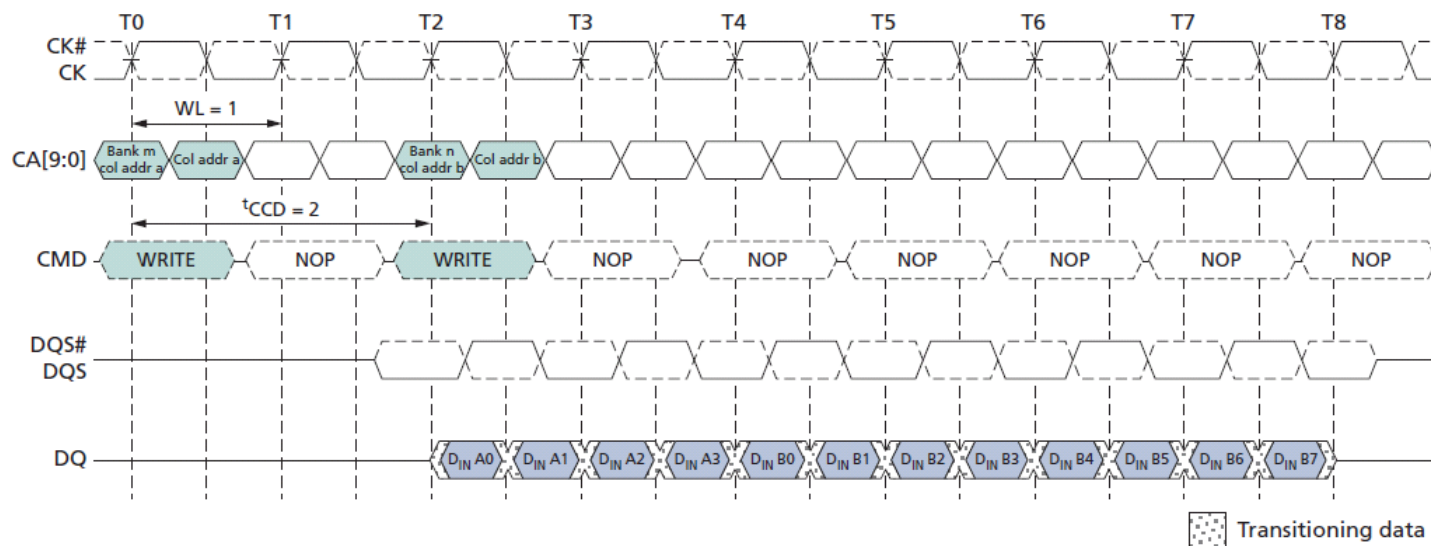 T0 T1 T2 T3 T4 T5 T6 T7 T8
CK#
CK
WL = 1
CA[9:0]
Bank m
col addr a
Col addr a
Bank n
col addr b
Col addr b
tCCD = 2
CMD WRITE NOP WRITE NOP NOP NOP NOP NOP NOP
DQS#
DQS
DQ DIN A0 DIN A1 DIN A2 DIN A3 DIN B0 DIN B1 DIN B2 DIN B3 DIN B4 DIN B5 DIN B6 DIN B7
Transitioning data